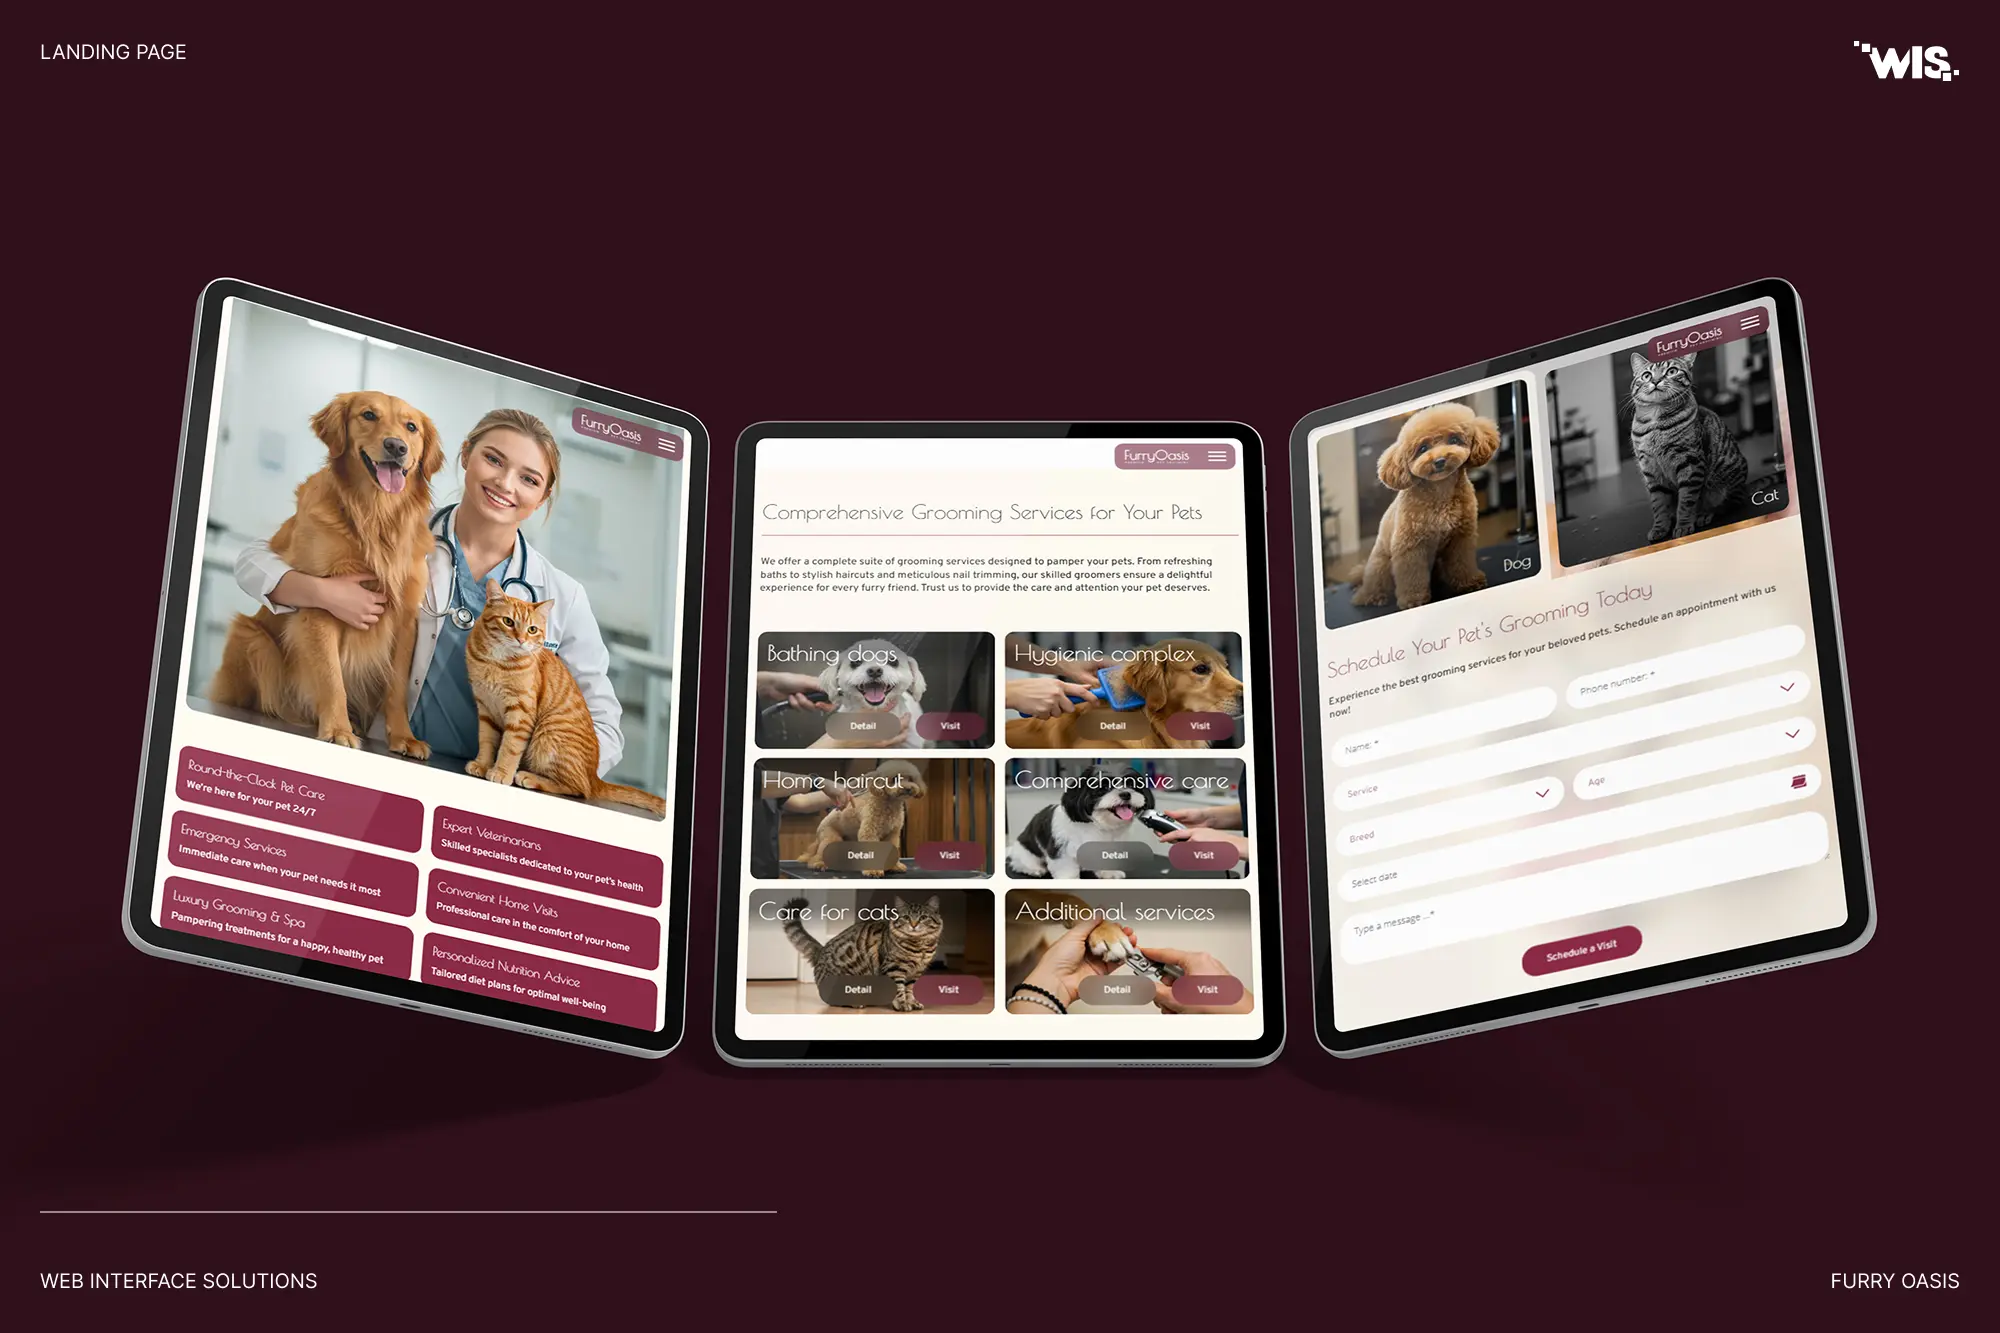 LANDING PAGE
WIS.
FurryOasis
Round-the-Clock Pet Care
We're here for your pet 24/7
Emergency Services
Immediate care when your pet needs it most
Luxury Grooming & Spa
Pampering treatments for a happy, healthy pet
Expert Veterinarians
Skilled specialists dedicated to your pet's health
Convenient Home Visits
Professional care in the comfort of your home
Personalized Nutrition Advice
Tailored diet plans for optimal well-being
FurryOasis
Comprehensive Grooming Services for Your Pets
We offer a complete suite of grooming services designed to pamper your pets. From refreshing
baths to stylish haircuts and meticulous nail trimming, our skilled groomers ensure a delightful
experience for every furry friend. Trust us to provide the care and attention your pet deserves.
Bathing dogs
Detail
Visit
Hygienic complex
Detail
Visit
Home haircut
Detail
Visit
Comprehensive care
Detail
Visit
Care for cats
Detail
Visit
Additional services
Detail
Visit
FurryOasis
Dog
Cat
Schedule Your Pet's Grooming Today
Experience the best grooming services for your beloved pets. Schedule an appointment with us
now!
Name: *
Phone number: *
Service
Breed
Age
Select date
Type a message ...*
Schedule a Visit
WEB INTERFACE SOLUTIONS
FURRY OASIS